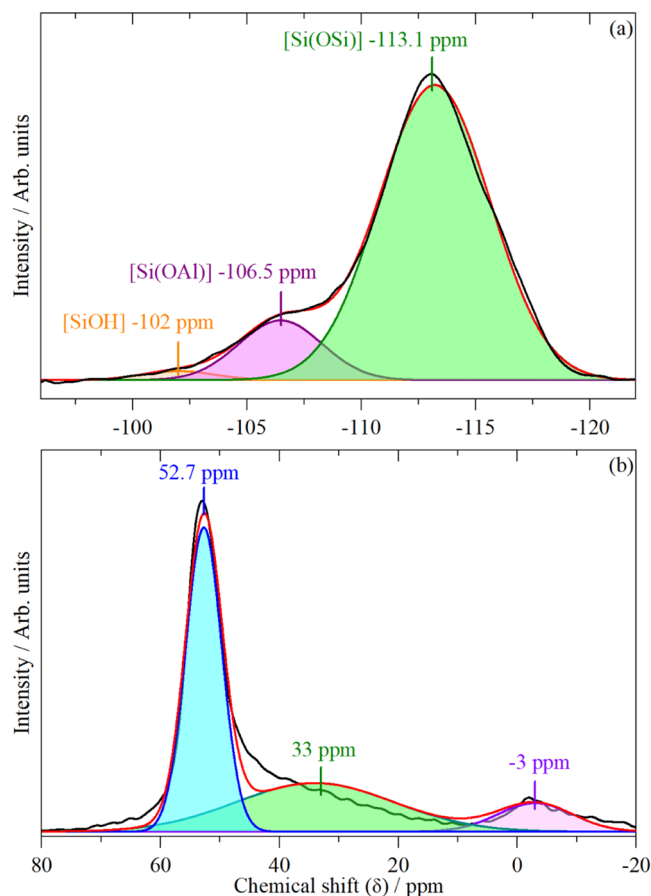 (a)
[Si(OSi)] -113.1 ppm
[Si(OAl)] -106.5 ppm
[SiOH] -102 ppm
Intensity / Arb. units
-100 -105 -110 -115 -120
(b)
52.7 ppm
33 ppm
-3 ppm
Intensity / Arb. units
80 60 40 20 0 -20
Chemical shift (δ) / ppm